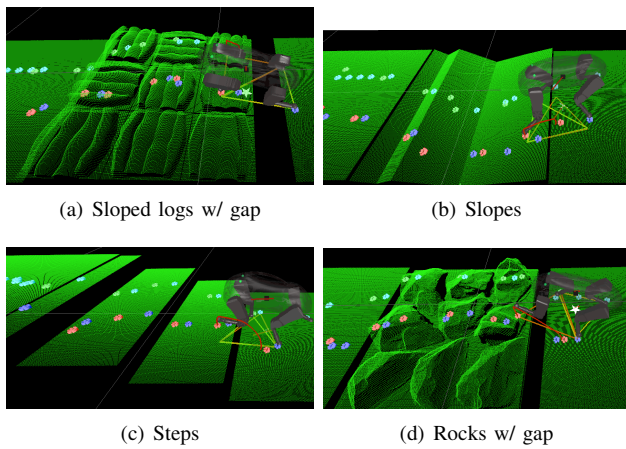 (a) Sloped logs w/ gap
(b) Slopes
(c) Steps
(d) Rocks w/ gap